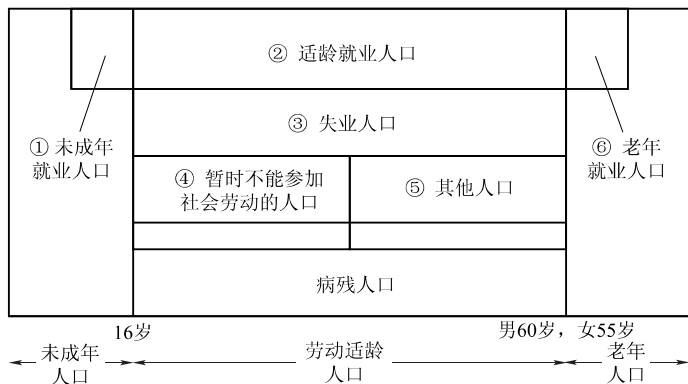 ② 适龄就业人口
③ 失业人口
① 未成年
就业人口
⑥ 老年
就业人口
④ 暂时不能参加
社会劳动的人口
⑤ 其他人口
病残人口
16岁
男60岁，女55岁
未成年
人口
劳动适龄
人口
老年
人口